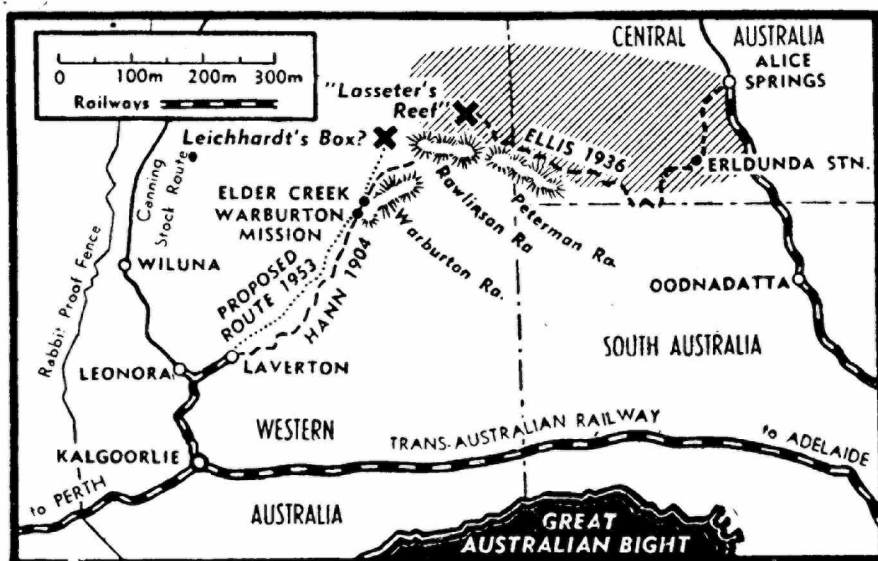 0 100m 200m 300m
Railways
CENTRAL AUSTRALIA
ALICE
SPRINGS
"Lasseter's
Reef"
Leichhardt's Box?
ELLIS 1936
ERLDUNDA STN.
Canning
Stock Route
ELDER CREEK
WARBURTON
MISSION
Rawlinson Ra
Peterman Ra.
Warburton Ra.
Rabbit Proof Fence
WILUNA
PROPOSED
ROUTE 1953
HANN 1904
OODNADATTA
SOUTH AUSTRALIA
LEONORA
LAVERTON
WESTERN
TRANS-AUSTRALIAN RAILWAY
to ADELAIDE
KALGOORLIE
to PERTH
AUSTRALIA
GREAT
AUSTRALIAN BIGHT